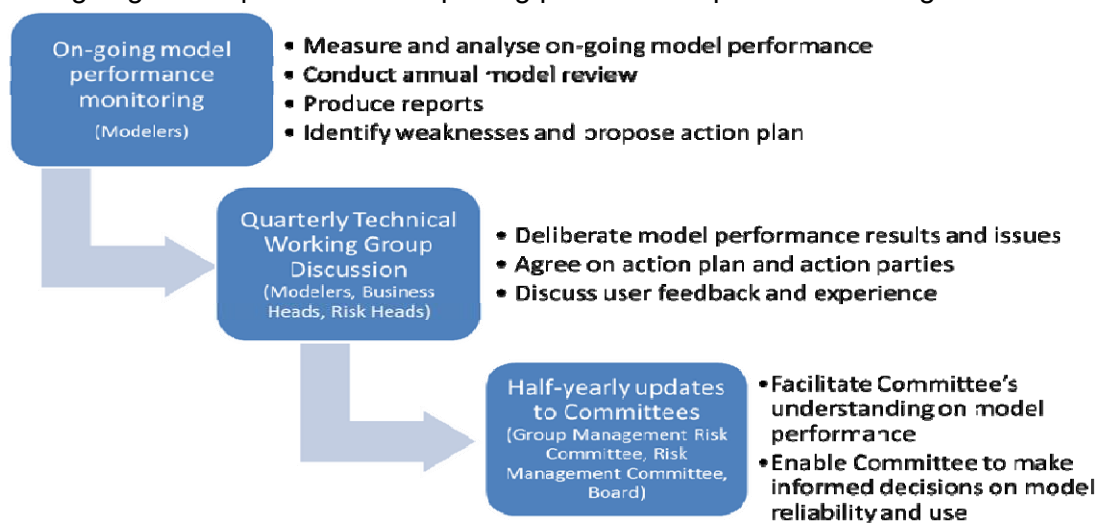 On-going model
performance
monitoring
(Modelers)
• Measure and analyse on-going model performance
• Conduct annual model review
• Produce reports
• Identify weaknesses and propose action plan
Quarterly Technical
Working Group
Discussion
(Modelers, Business
Heads, Risk Heads)
• Deliberate model performance results and issues
• Agree on action plan and action parties
• Discuss user feedback and experience
Half-yearly updates
to Committees
(Group Management Risk
Committee, Risk
Management Committee,
Board)
•Facilitate Committee's
understanding on model
performance
•Enable Committee to make
informed decisions on model
reliability and use